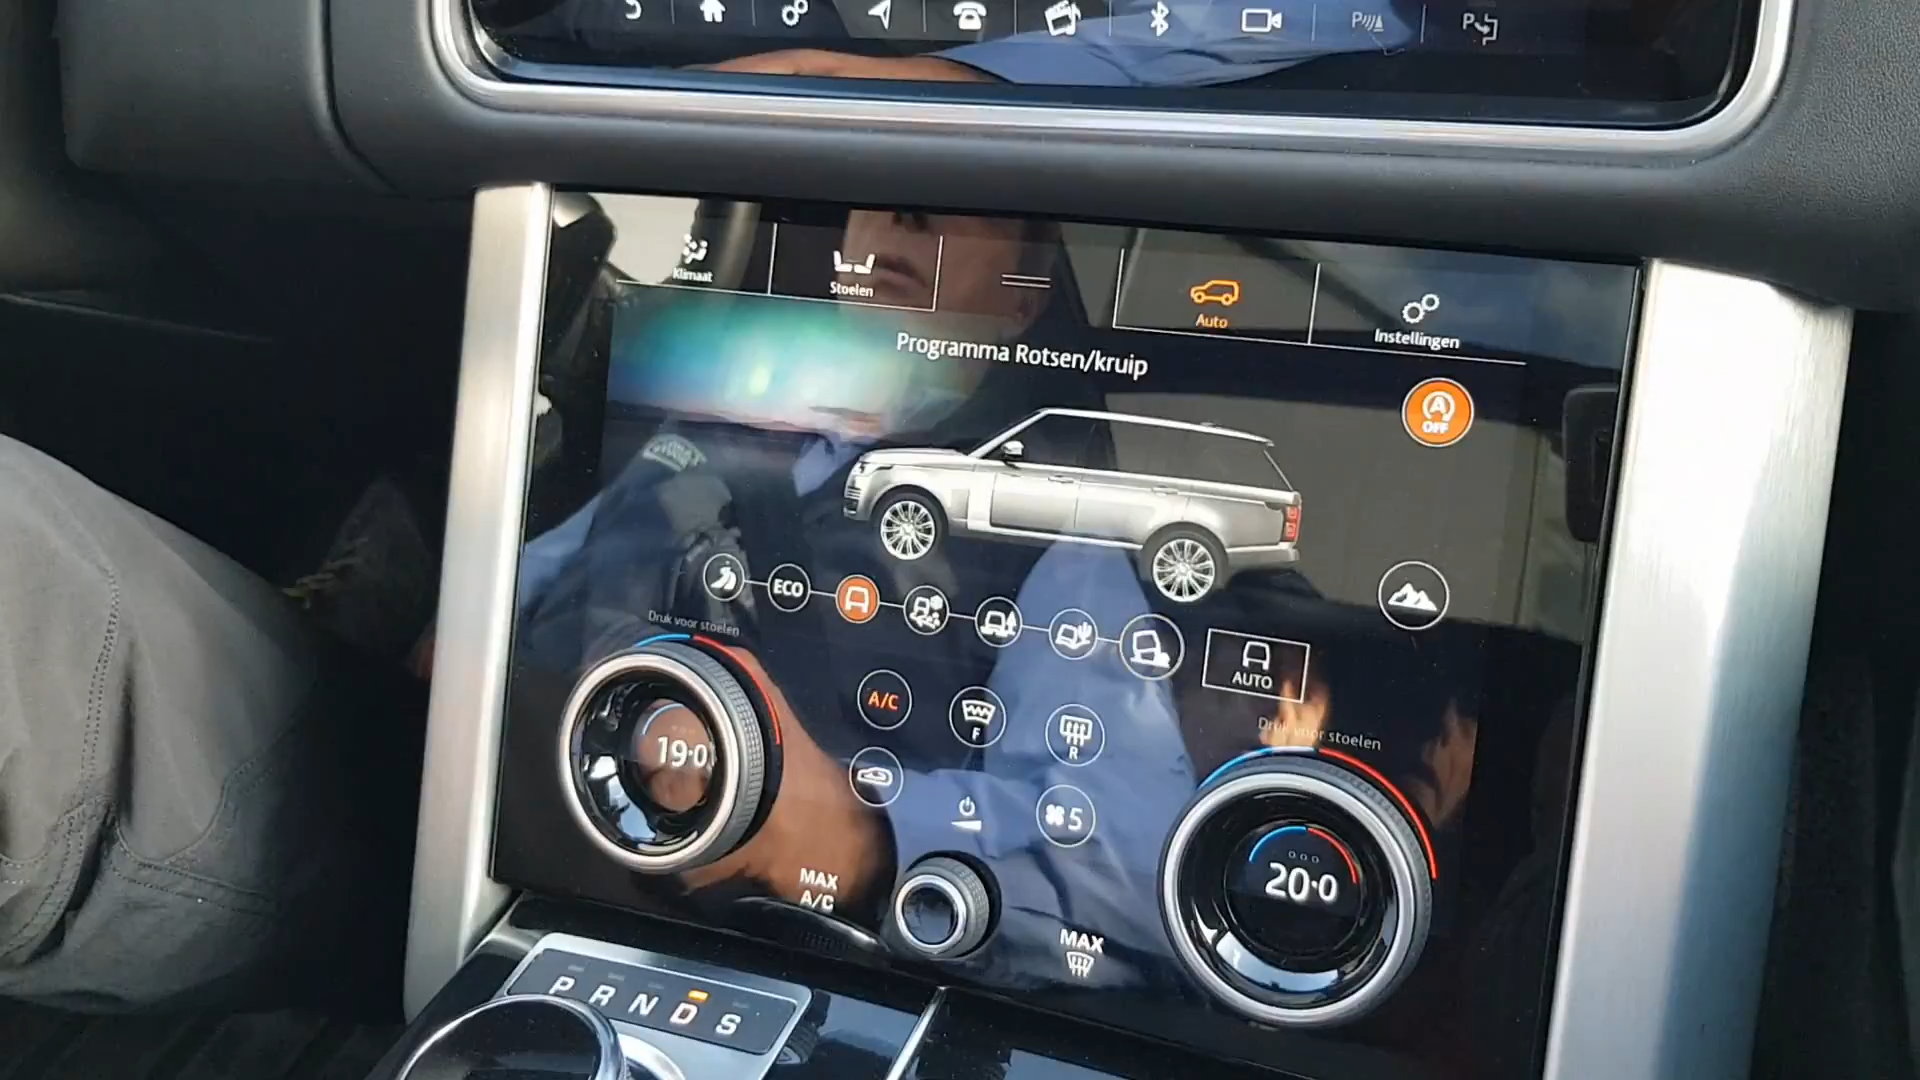 P
P
Klimaat
Stoelen
Auto
Instellingen
Programma Rotsen/kruip
A
OFF
ECO
Druk voor stoelen
AUTO
Druk voor stoelen
A/C
F
R
19·0
5
20·0
MAX
A/C
MAX
P R N D S